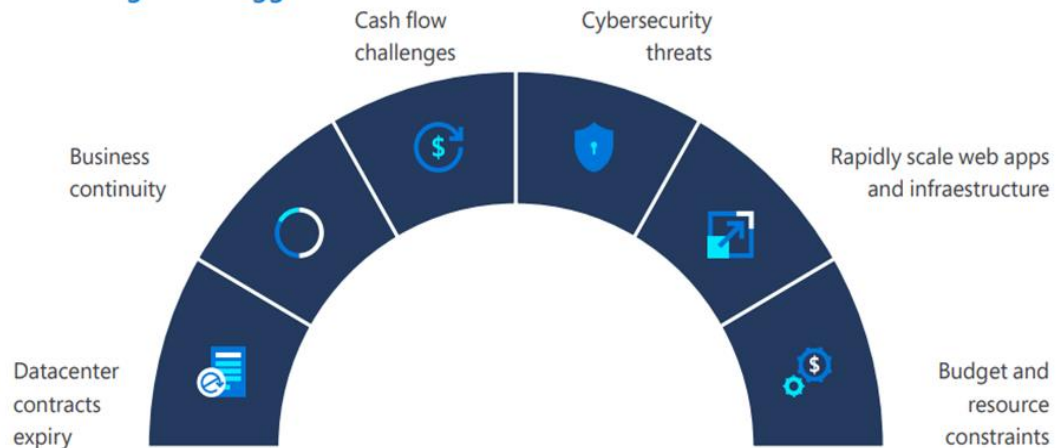 Cash flow
challenges
Cybersecurity
threats
Business
continuity
Rapidly scale web apps
and infraestructure
Datacenter
contracts
expiry
Budget and
resource
constraints